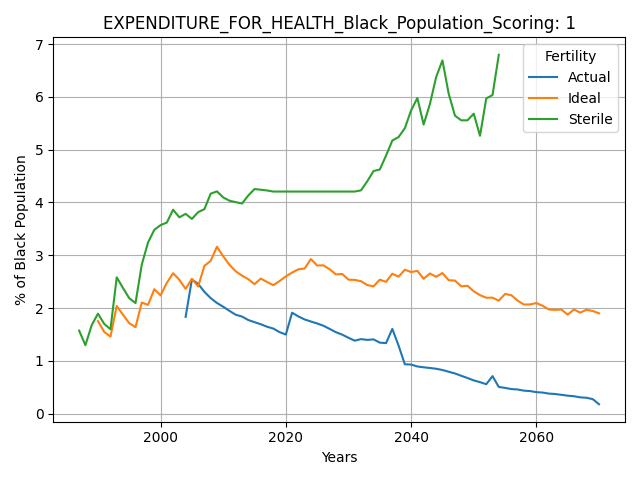 EXPENDITURE_FOR_HEALTH_Black_Population_Scoring: 1
7
6
5
4
3
2
1
0
% of Black Population
Fertility
Actual
Ideal
Sterile
2000 2020 2040 2060
Years